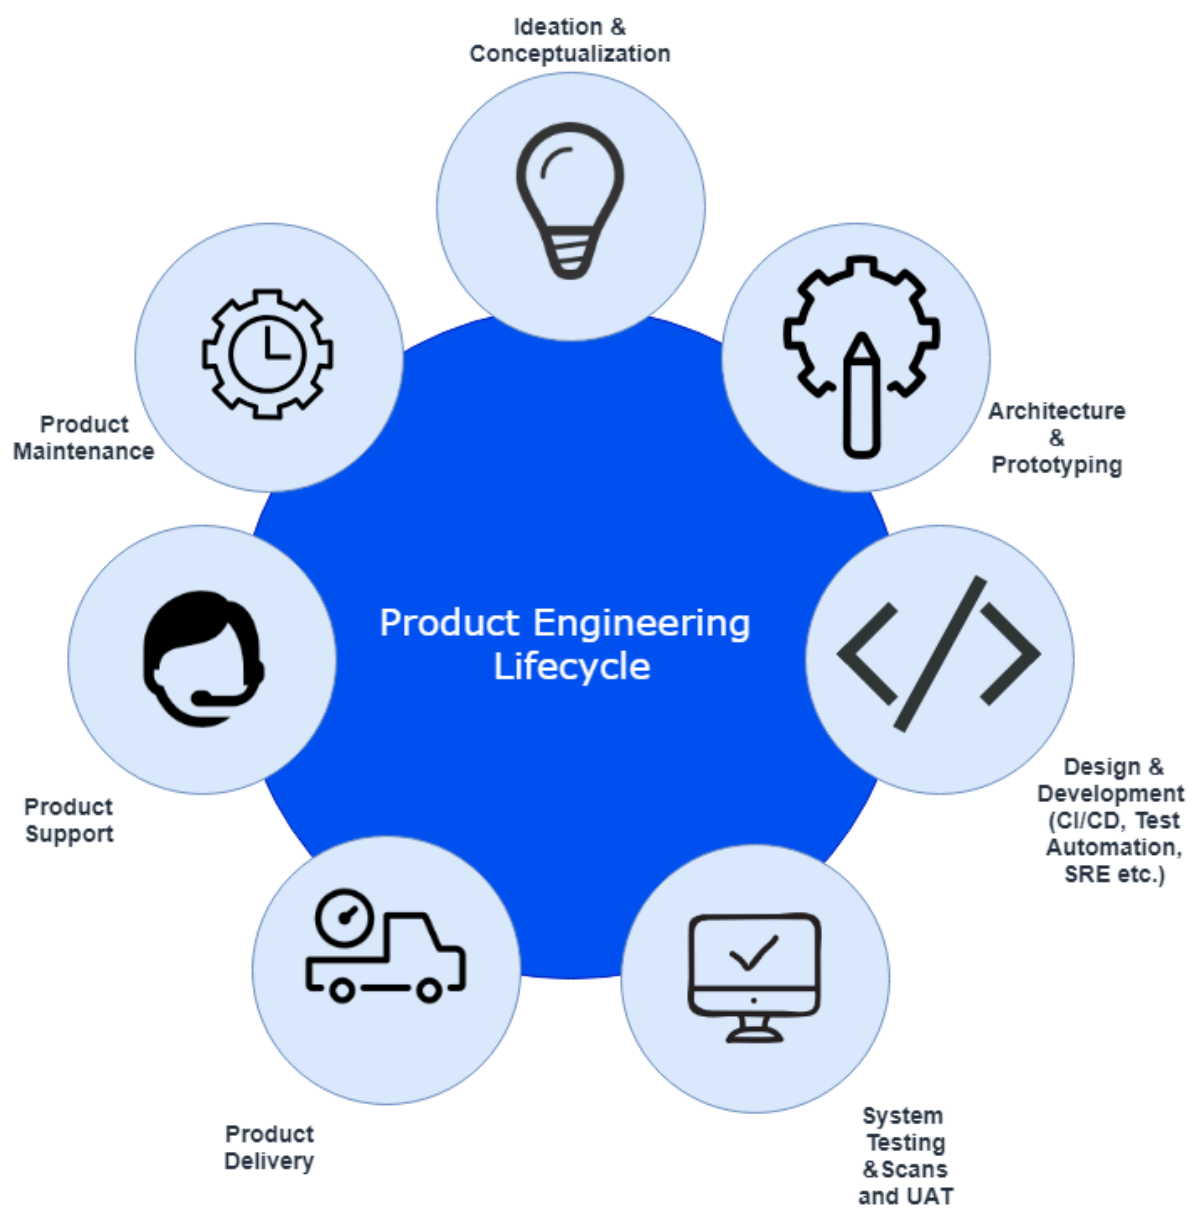 Ideation &
Conceptualization
Architecture
&
Prototyping
Design &
Development
(CI/CD, Test
Automation,
SRE etc.)
System
Testing
&Scans
and UAT
Product
Delivery
Product
Support
Product
Maintenance
Product Engineering
Lifecycle